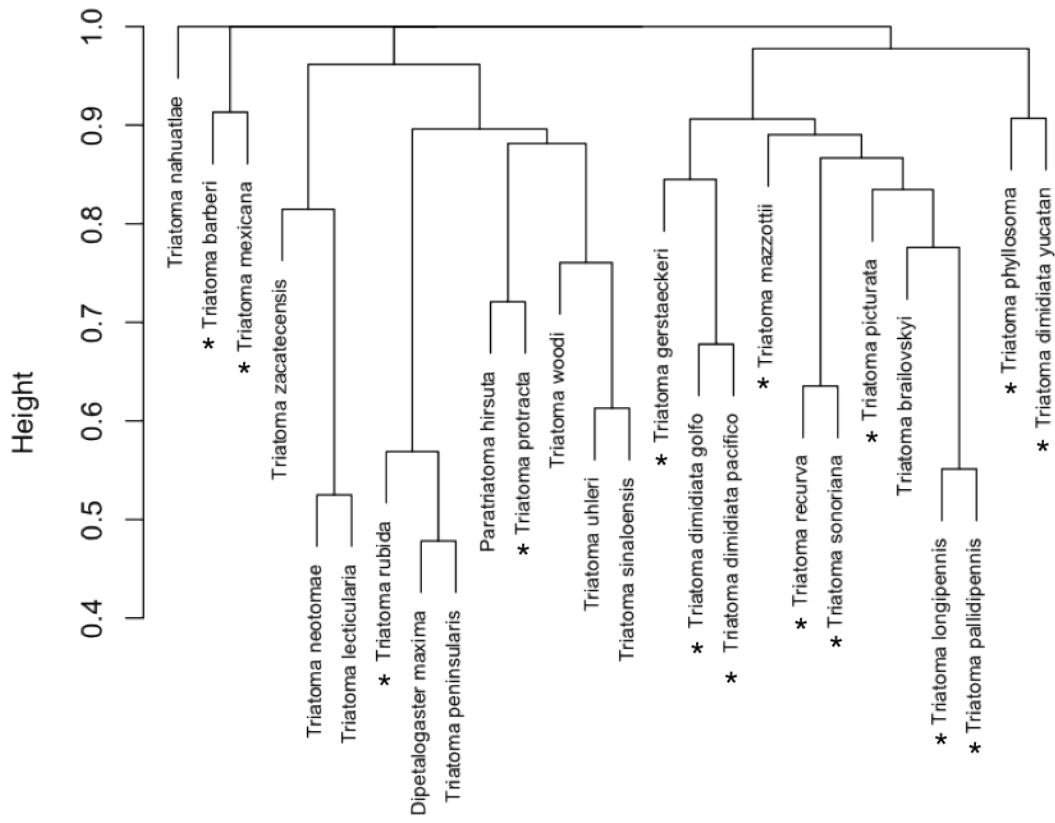 Height
1.0
0.9
0.8
0.7
0.6
0.5
0.4
Triatoma nahuatlae
* Triatoma barberi
* Triatoma mexicana
Triatoma zacatecensis
Triatoma neotomae
Triatoma lecticularia
* Triatoma rubida
Dipetalogaster maxima
Triatoma peninsularis
Paratriatoma hirsuta
* Triatoma protracta
Triatoma woodi
Triatoma uhleri
Triatoma sinaloensis
* Triatoma gerstaeckeri
* Triatoma dimidiata golfo
* Triatoma dimidiata pacifico
* Triatoma mazzottii
* Triatoma recurva
* Triatoma sonoriana
* Triatoma picturata
Triatoma brailovskyi
* Triatoma longipennis
* Triatoma pallidipennis
* Triatoma phyllosoma
* Triatoma dimidiata yucatan